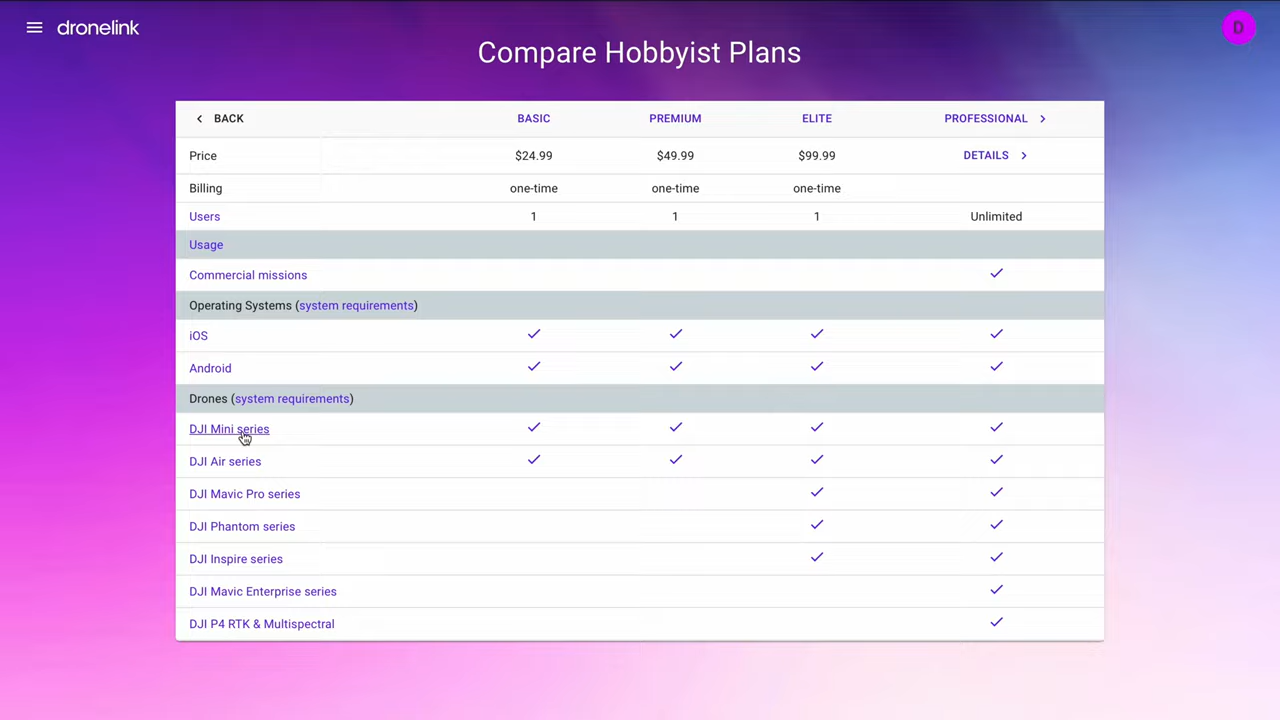 dronelink
D
Compare Hobbyist Plans
BACK BASIC PREMIUM ELITE PROFESSIONAL
Price $24.99 $49.99 $99.99 DETAILS
Billing one-time one-time one-time
Users 1 1 1 Unlimited
Usage
Commercial missions
Operating Systems (system requirements)
iOS
Android
Drones (system requirements)
DJI Mini series
DJI Air series
DJI Mavic Pro series
DJI Phantom series
DJI Inspire series
DJI Mavic Enterprise series
DJI P4 RTK & Multispectral